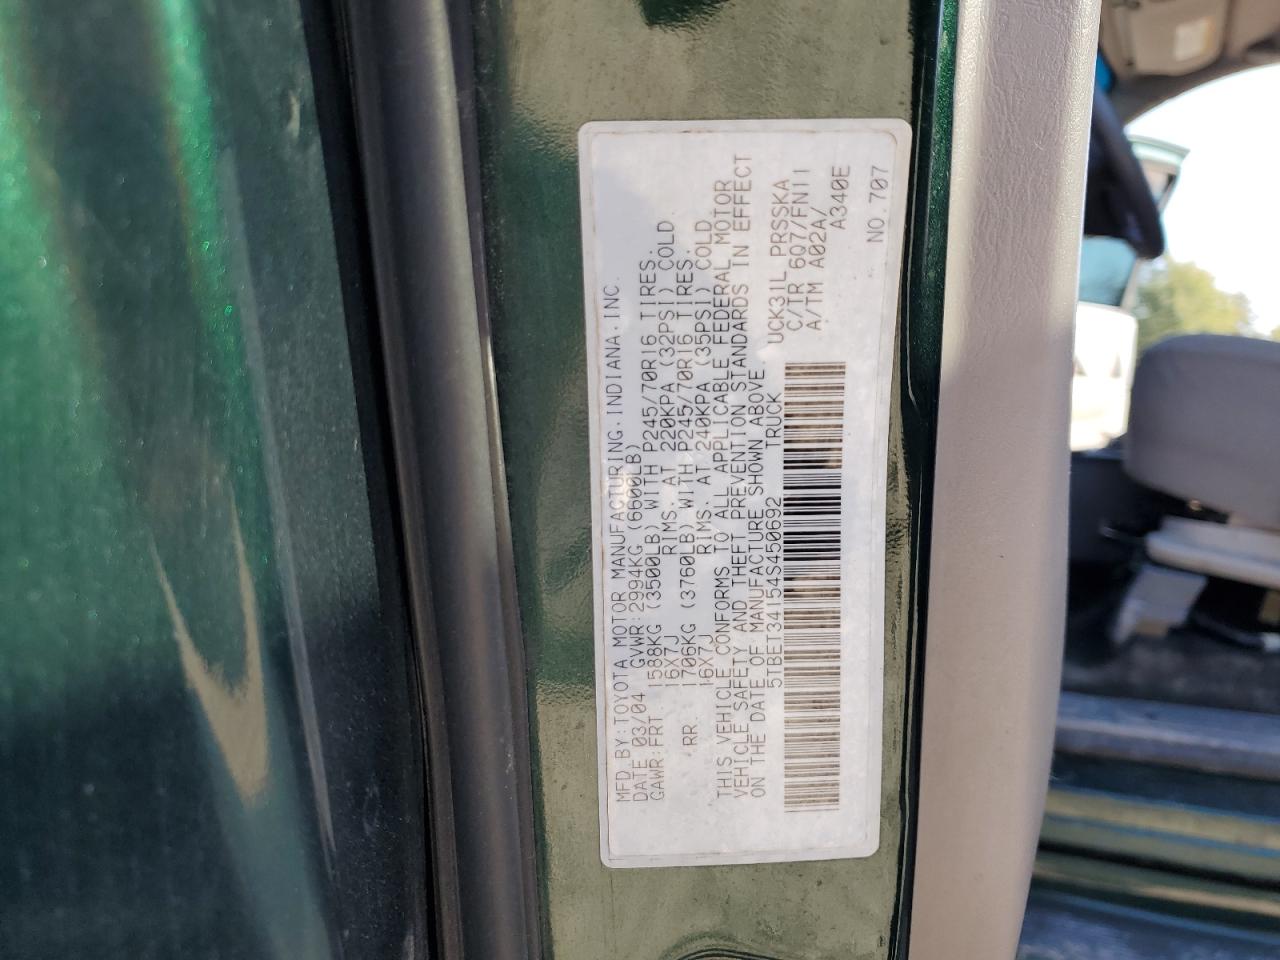 MFD BY:TOYOTA MOTOR MANUFACTURING.INDIANA.INC.
DATE 03/04 GVWR:2994KG (6600LB)
GAWR:FRT. 1588KG (3500LB) WITH P245/70R16 TIRES.
16X7J RIMS.AT 220KPA (32PSI) COLD.
RR. 1706KG (3760LB) WITH P245/70R16 TIRES.
16X7J RIMS.AT 240KPA (35PSI) COLD.
THIS VEHICLE CONFORMS TO ALL APPLICABLE FEDERAL MOTOR
VEHICLE SAFETY AND THEFT PREVENTION STANDARDS IN EFFECT
ON THE DATE OF MANUFACTURE SHOWN ABOVE.
5TBET34154S450692 TRUCK
UCK31L PRSSKA
C/TR 6Q7/FN11
A/TM A02A/
A340E
NO.707